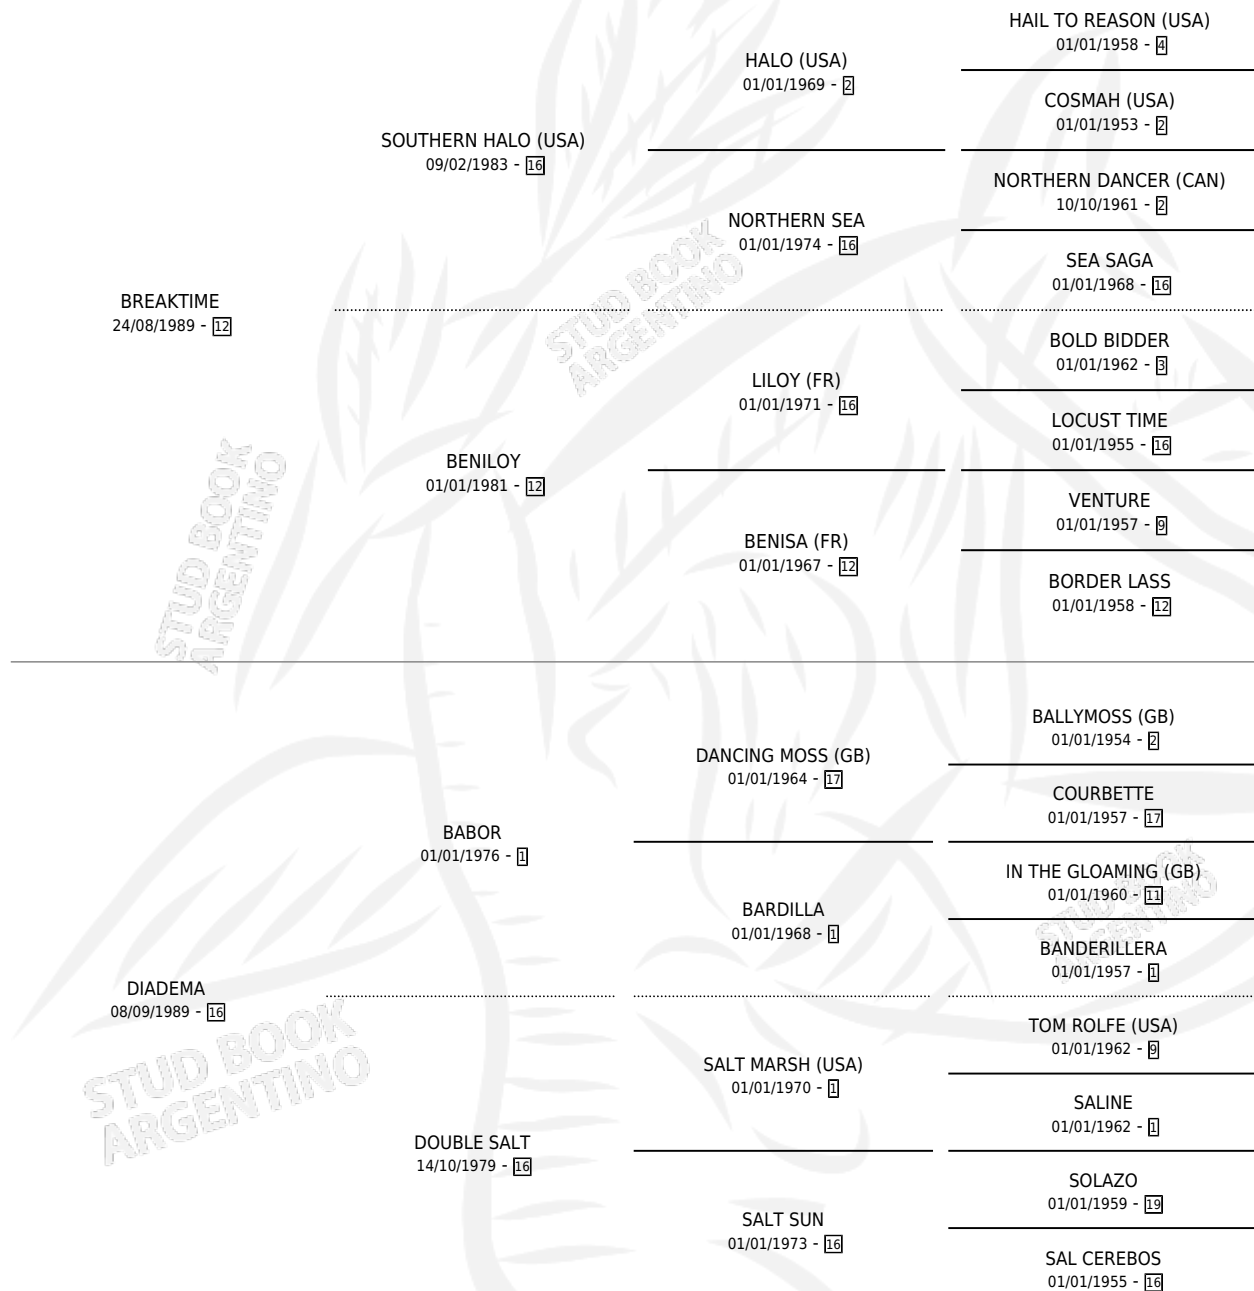 HAIL TO REASON (USA)
01/01/1958 - 4
HALO (USA)
01/01/1969 - 2
COSMAH (USA)
01/01/1953 - 2
SOUTHERN HALO (USA)
09/02/1983 - 16
NORTHERN DANCER (CAN)
10/10/1961 - 2
NORTHERN SEA
01/01/1974 - 16
SEA SAGA
01/01/1968 - 16
BREAKTIME
24/08/1989 - 12
BOLD BIDDER
01/01/1962 - 3
LILOY (FR)
01/01/1971 - 16
LOCUST TIME
01/01/1955 - 16
BENILOY
01/01/1981 - 12
VENTURE
01/01/1957 - 9
BENISA (FR)
01/01/1967 - 12
BORDER LASS
01/01/1958 - 12
BALLYMOSS (GB)
01/01/1954 - 2
DANCING MOSS (GB)
01/01/1964 - 17
COURBETTE
01/01/1957 - 17
BABOR
01/01/1976 - 1
IN THE GLOAMING (GB)
01/01/1960 - 11
BARDILLA
01/01/1968 - 1
BANDERILLERA
01/01/1957 - 1
DIADEMA
08/09/1989 - 16
TOM ROLFE (USA)
01/01/1962 - 9
SALT MARSH (USA)
01/01/1970 - 1
SALINE
01/01/1962 - 1
DOUBLE SALT
14/10/1979 - 16
SOLAZO
01/01/1959 - 19
SALT SUN
01/01/1973 - 16
SAL CEREBOS
01/01/1955 - 16
STUD BOOK
ARGENTINO
STUD BOOK
ARGENTINO
STUD BOOK
ARGENTINO
STUD BOOK
ARGENTINO